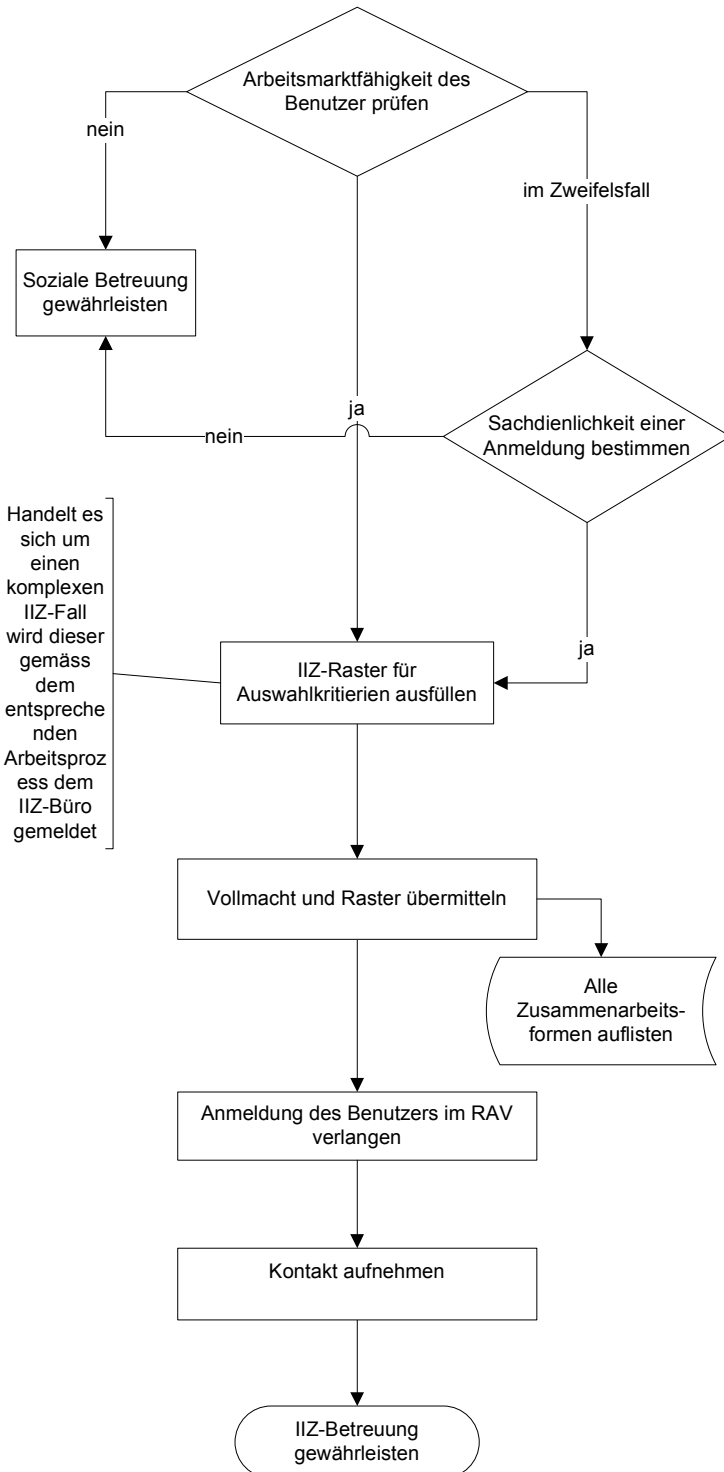 Arbeitsmarktfähigkeit des
Benutzer prüfen
nein
im Zweifelsfall
Soziale Betreuung
gewährleisten
ja
nein
Sachdienlichkeit einer
Anmeldung bestimmen
Handelt es
sich um
einen
komplexen
IIZ-Fall
wird dieser
gemäss
dem
entspreche
nden
Arbeitsproz
ess dem
IIZ-Büro
gemeldet
ja
IIZ-Raster für
Auswahlkritierien ausfüllen
Vollmacht und Raster übermitteln
Alle
Zusammenarbeits-
formen auflisten
Anmeldung des Benutzers im RAV
verlangen
Kontakt aufnehmen
IIZ-Betreuung
gewährleisten